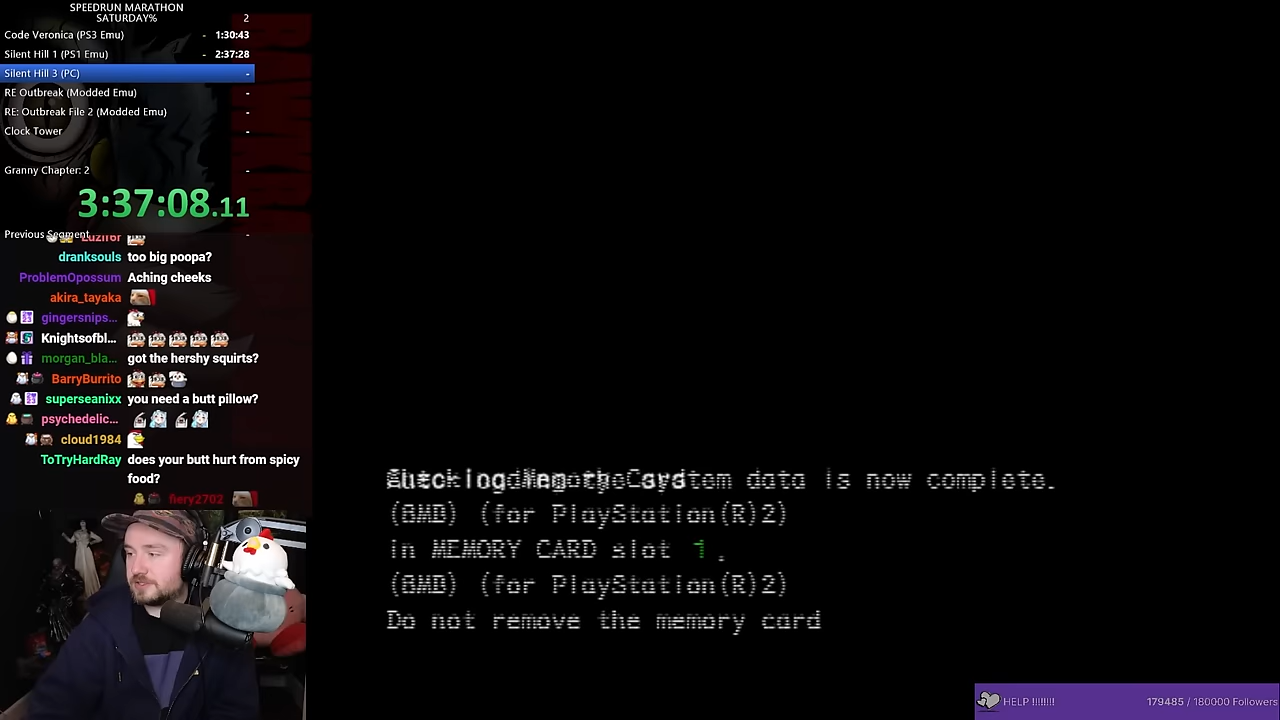 SPEEDRUN MARATHON
SATURDAY%
2
Code Veronica (PS3 Emu) - 1:30:43
Silent Hill 1 (PS1 Emu) - 2:37:28
Silent Hill 3 (PC) -
RE Outbreak (Modded Emu) -
RE: Outbreak File 2 (Modded Emu) -
Clock Tower -
Granny Chapter: 2 -
3:37:08.11
Previous Segment -
Luzif6r
dranksouls too big poopa?
ProblemOpossum Aching cheeks
akira_tayaka
gingersnips...
Knightsofbl...
morgan_bla... got the hershy squirts?
BarryBurrito
superseanixx you need a butt pillow?
psychedelic...
cloud1984
ToTryHardRay does your butt hurt from spicy
food?
fiery2702
data is now complete.
(8MB) (for PlayStation(R)2)
in MEMORY CARD slot 1.
(8MB) (for PlayStation(R)2)
Do not remove the memory card
HELP !!!!!!!! 179485 / 180000 Followers